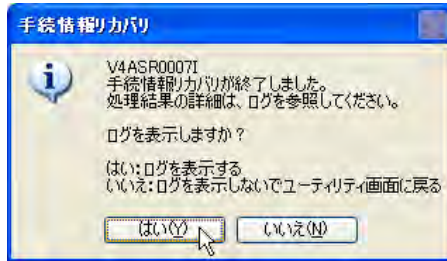 手続情報リカバリ
V4ASR0007I
手続情報リカバリが終了しました。
処理結果の詳細は、ログを参照してください。
ログを表示しますか？
はい:ログを表示する
いいえ:ログを表示しないでユーティリティ画面に戻る
はい(Y)
いいえ(N)